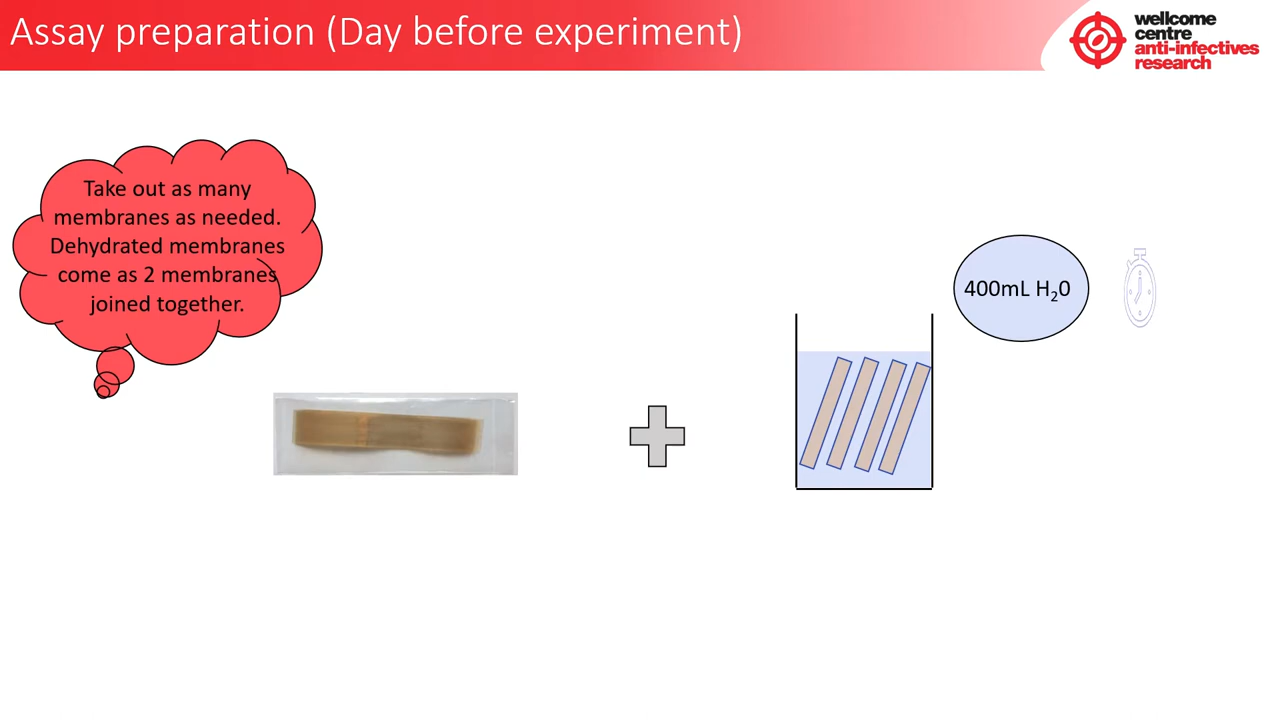 Assay preparation (Day before experiment)
wellcome
centre
anti-infectives
research
Take out as many
membranes as needed.
Dehydrated membranes
come as 2 membranes
joined together.
400mL H₂0